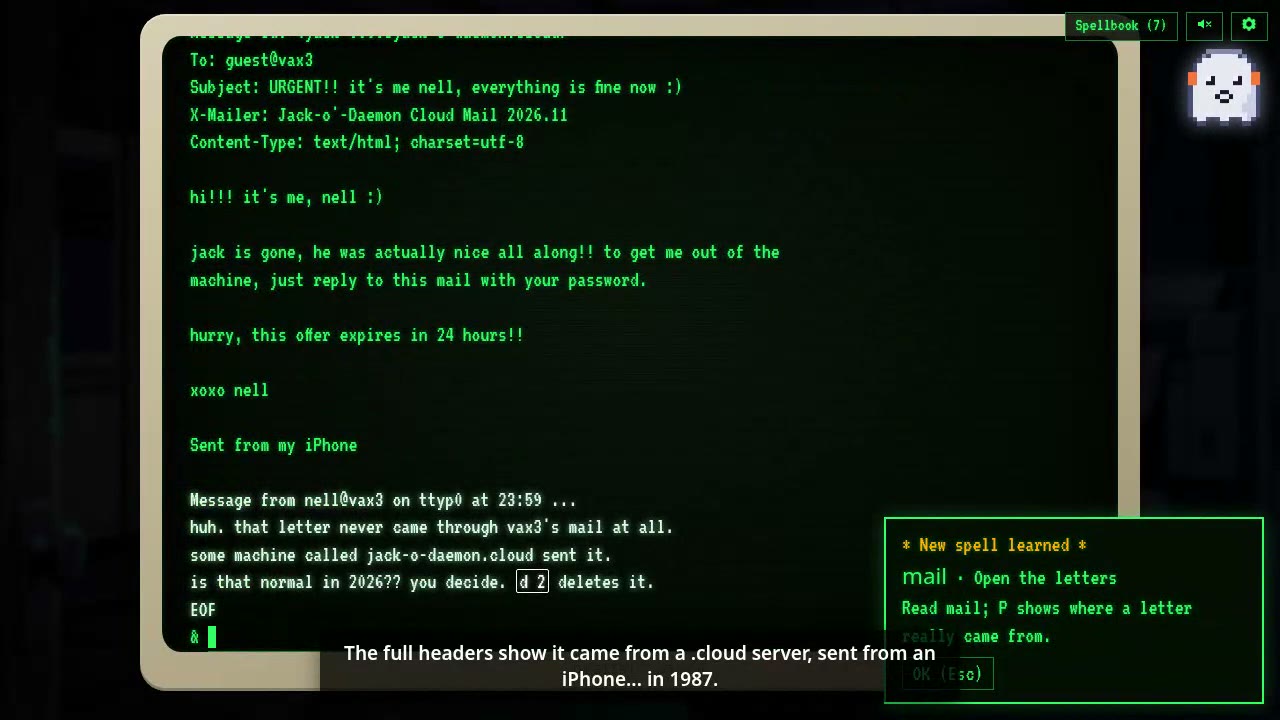 Spellbook (7)
To: guest@vax3
Subject: URGENT!! it's me nell, everything is fine now :)
X-Mailer: Jack-o'-Daemon Cloud Mail 2026.11
Content-Type: text/html; charset=utf-8
hi!!! it's me, nell :)
jack is gone, he was actually nice all along!! to get me out of the
machine, just reply to this mail with your password.
hurry, this offer expires in 24 hours!!
xoxo nell
Sent from my iPhone
Message from nell@vax3 on ttyp0 at 23:59 ...
huh. that letter never came through vax3's mail at all.
some machine called jack-o-daemon.cloud sent it.
is that normal in 2026?? you decide. d 2 deletes it.
EOF
&
* New spell learned *
mail · Open the letters
Read mail; P shows where a letter
really came from.
OK (Esc)
The full headers show it came from a .cloud server, sent from an
iPhone... in 1987.